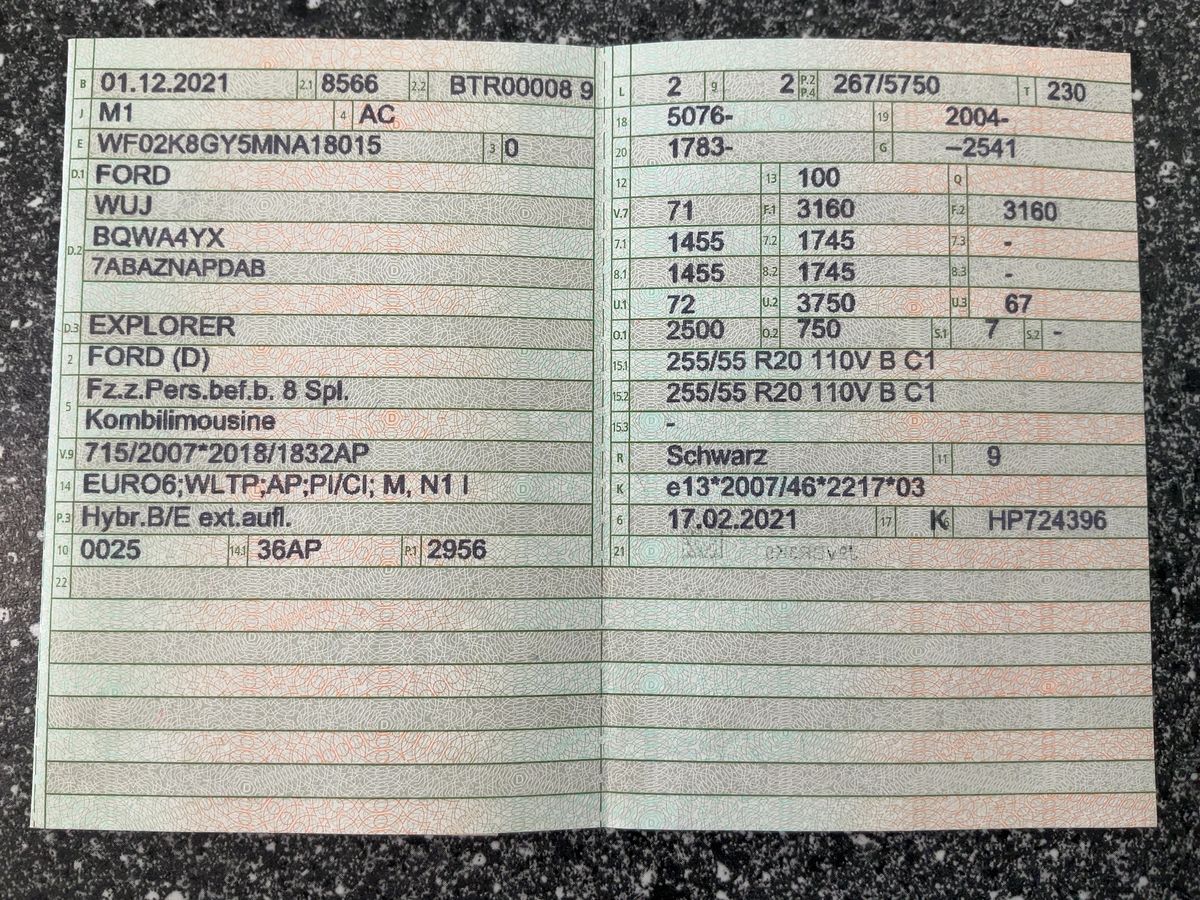 B 01.12.2021 2.1 8566 2.2 BTR00008 9
J M1 4 AC
E WF02K8GY5MNA18015 3 0
D.1 FORD
D.2 WUJ
BQWA4YX
7ABAZNAPDAB
D.3 EXPLORER
2 FORD (D)
5 Fz.z.Pers.bef.b. 8 Spl.
Kombilimousine
V.9 715/2007*2018/1832AP
14 EURO6;WLTP;AP;PI/CI; M, N1 I
P.3 Hybr.B/E ext.aufl.
10 0025 14.1 36AP P.1 2956
22
L 2 9 2 P.2 P.4 267/5750 T 230
18 5076- 19 2004-
20 1783- G –2541
12 13 100 Q
V.7 71 F.1 3160 F.2 3160
7.1 1455 7.2 1745 7.3 -
8.1 1455 8.2 1745 8.3 -
U.1 72 U.2 3750 U.3 67
O.1 2500 O.2 750 S.1 7 S.2 -
15.1 255/55 R20 110V B C1
15.2 255/55 R20 110V B C1
15.3 -
R Schwarz 11 9
K e13*2007/46*2217*03
6 17.02.2021 17 K 16 HP724396
21